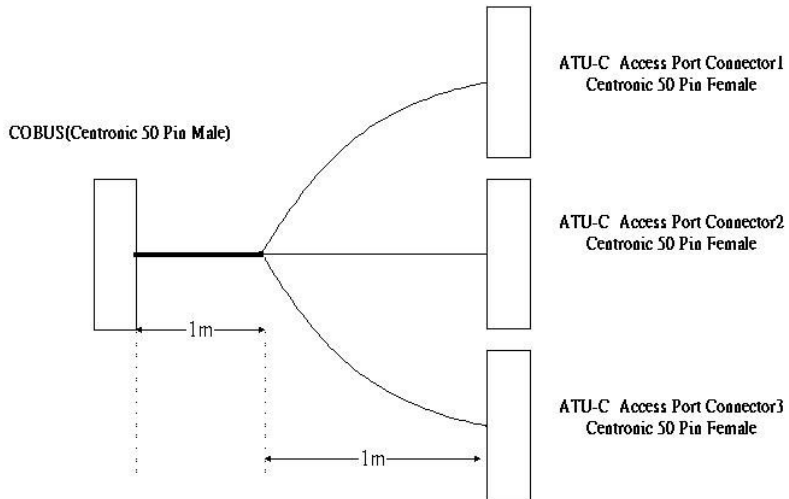 ATU-C Access Port Connector1
Centronic 50 Pin Female
COBUS(Centronic 50 Pin Male)
ATU-C Access Port Connector2
Centronic 50 Pin Female
1m
ATU-C Access Port Connector3
Centronic 50 Pin Female
1m